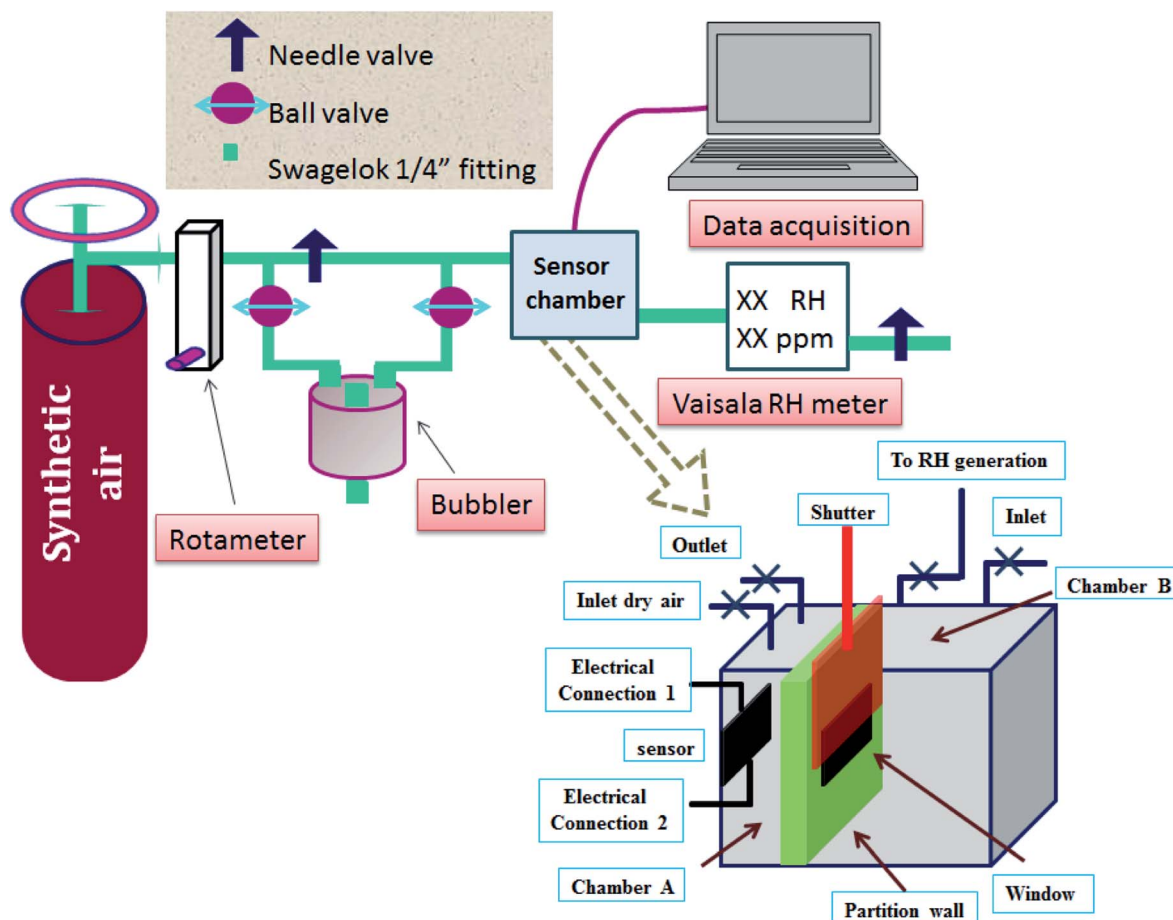 Needle valve
Ball valve
Swagelok 1/4” fitting
Synthetic
air
Rotameter
Bubbler
Sensor
chamber
Data acquisition
XX RH
XX ppm
Vaisala RH meter
To RH generation
Shutter
Inlet
Outlet
Inlet dry air
Chamber B
Electrical
Connection 1
sensor
Electrical
Connection 2
Chamber A
Partition wall
Window